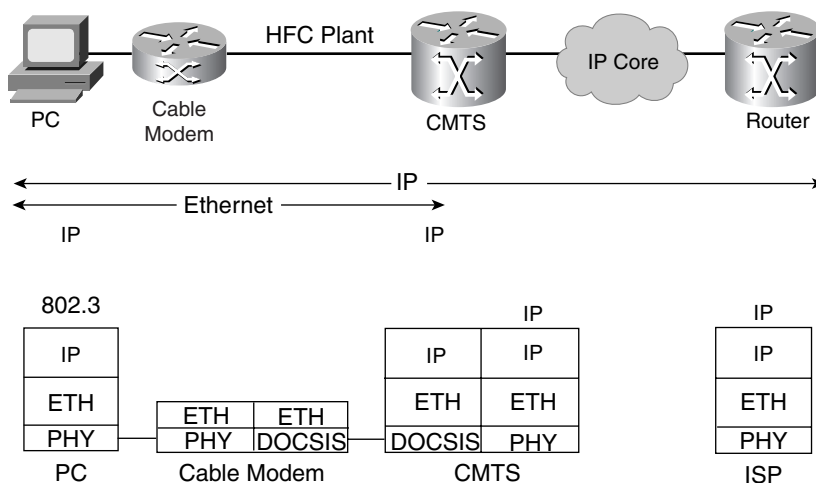 HFC Plant
IP Core
PC
Cable
Modem
CMTS
Router
IP
Ethernet
IP
IP
802.3
IP
IP
IP
IP
IP
IP
ETH
ETH
ETH
ETH
ETH
ETH
PHY
PHY
DOCSIS
DOCSIS
PHY
PHY
PC
Cable Modem
CMTS
ISP